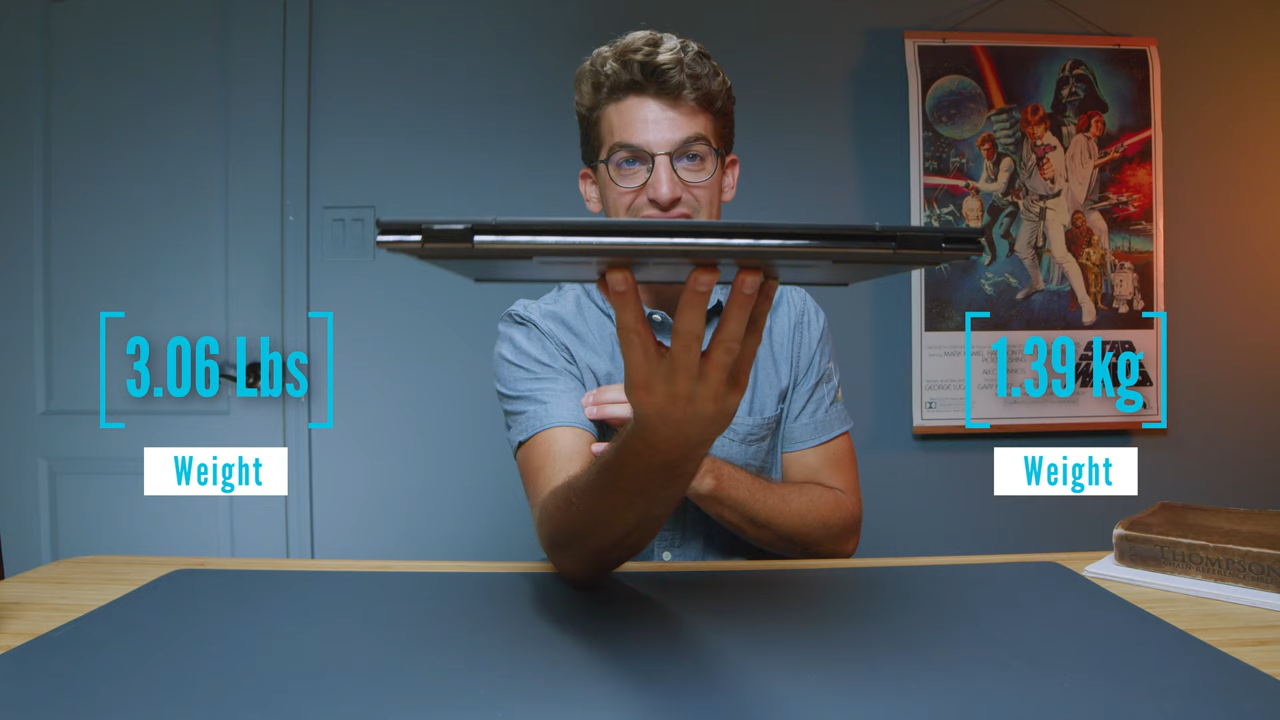 3.06 Lbs
Weight
1.39 kg
Weight
STAR
WARS
THOMPSON